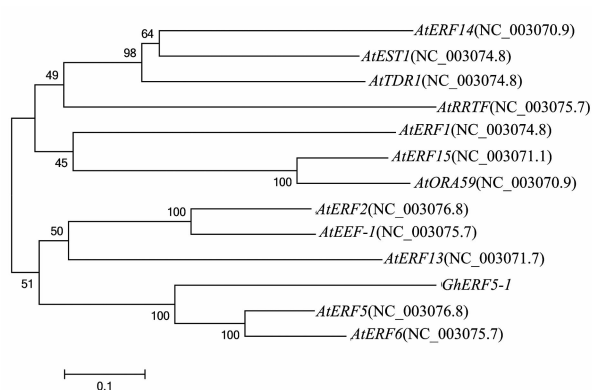 64
AtERF14(NC_003070.9)
98
AtEST1(NC_003074.8)
49
AtTDR1(NC_003074.8)
AtRRTF(NC_003075.7)
AtERF1(NC_003074.8)
45
AtERF15(NC_003071.1)
100
AtORA59(NC_003070.9)
100
AtERF2(NC_003076.8)
50
AtEEF-1(NC_003075.7)
AtERF13(NC_003071.7)
51
GhERF5-1
100
AtERF5(NC_003076.8)
100
AtERF6(NC_003075.7)
0.1